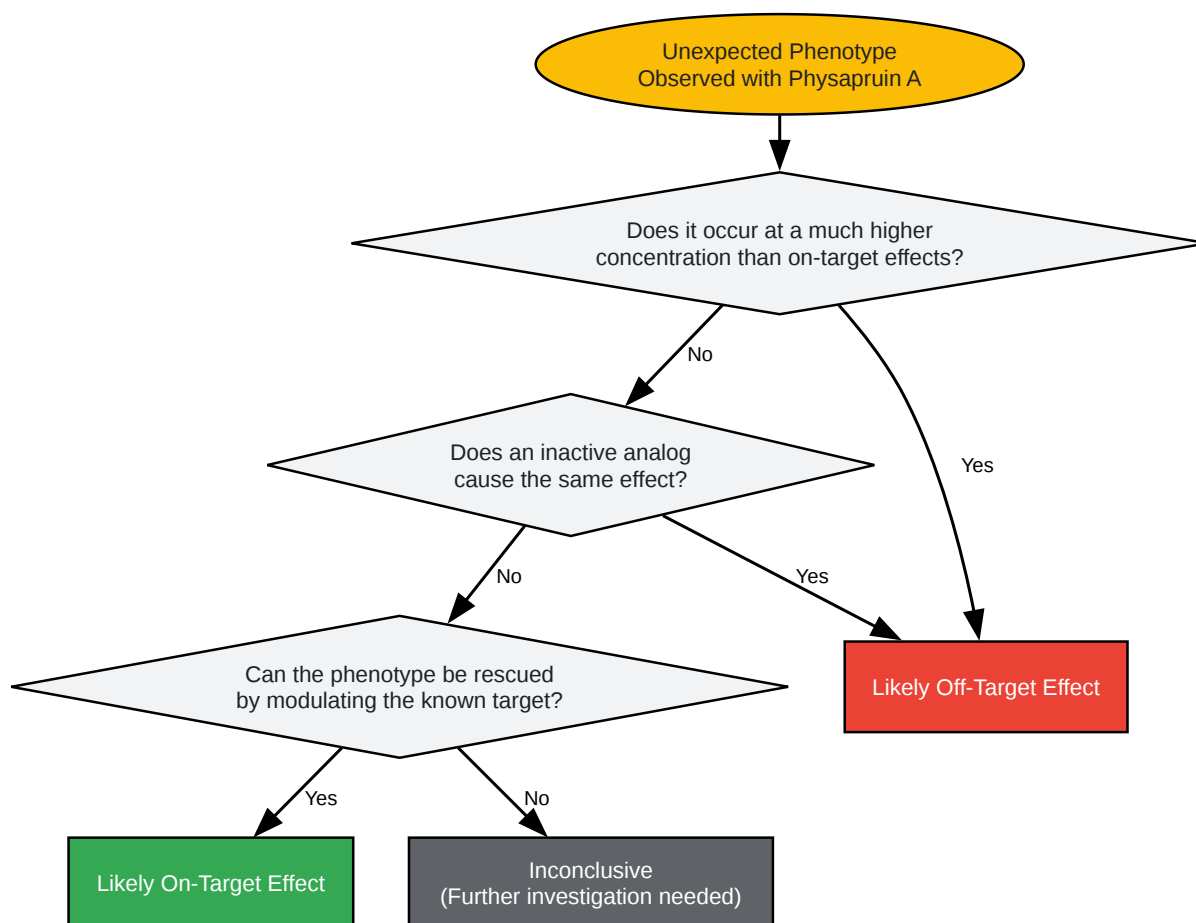 Unexpected Phenotype
Observed with Physapruin A
Does it occur at a much higher
concentration than on-target effects?
No
Yes
Does an inactive analog
cause the same effect?
No
Yes
Can the phenotype be rescued
by modulating the known target?
Likely Off-Target Effect
Yes
No
Likely On-Target Effect
Inconclusive
(Further investigation needed)